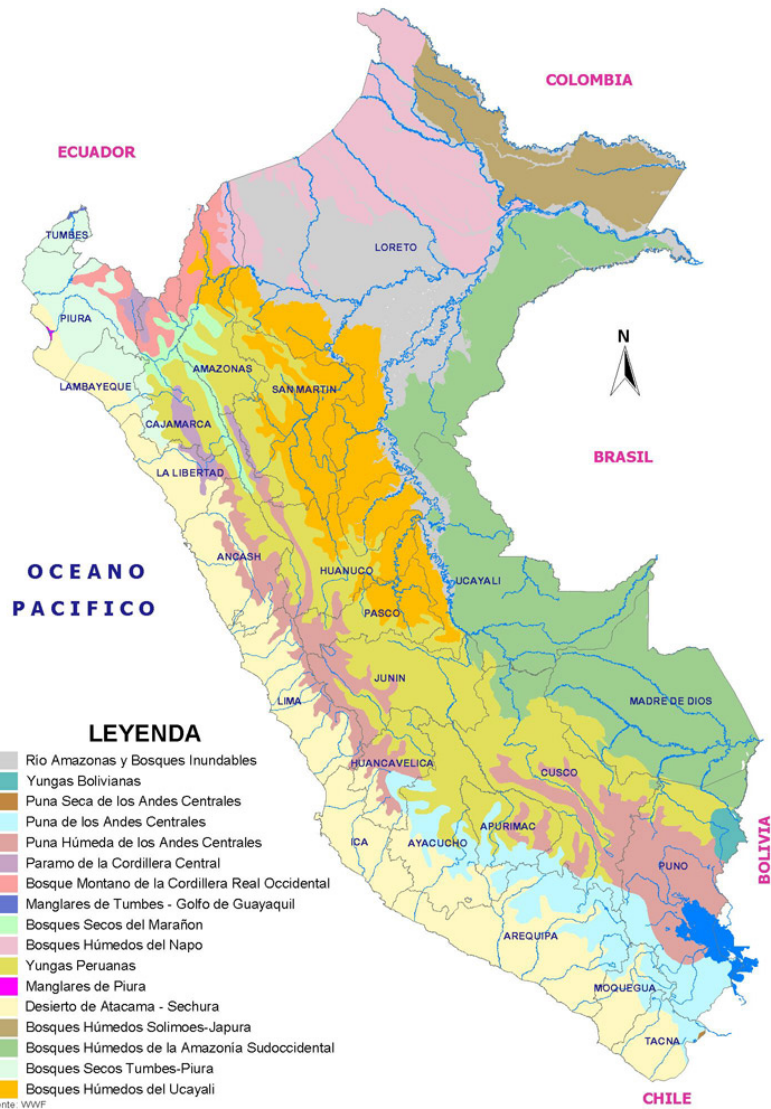 COLOMBIA
ECUADOR
TUMBES
LORETO
PIURA
N
AMAZONAS
LAMBAYEQUE
SAN MARTIN
CAJAMARCA
BRASIL
LA LIBERTAD
ANCASH
OCEANO
PACIFICO
HUANUCO
UCAYALI
PASCO
JUNIN
LIMA
MADRE DE DIOS
HUANCAVELICA
CUSCO
APURIMAC
ICA
AYACUCHO
BOLIVIA
PUNO
AREQUIPA
MOQUEGUA
TACNA
CHILE
LEYENDA
Rio Amazonas y Bosques Inundables
Yungas Bolivianas
Puna Seca de los Andes Centrales
Puna de los Andes Centrales
Puna Húmeda de los Andes Centrales
Paramo de la Cordillera Central
Bosque Montano de la Cordillera Real Occidental
Manglares de Tumbes - Golfo de Guayaquil
Bosques Secos del Marañon
Bosques Húmedos del Napo
Yungas Peruanas
Manglares de Piura
Desierto de Atacama - Sechura
Bosques Húmedos Solimoes-Japura
Bosques Húmedos de la Amazonía Sudoccidental
Bosques Secos Tumbes-Piura
Bosques Húmedos del Ucayali
nte: WWF